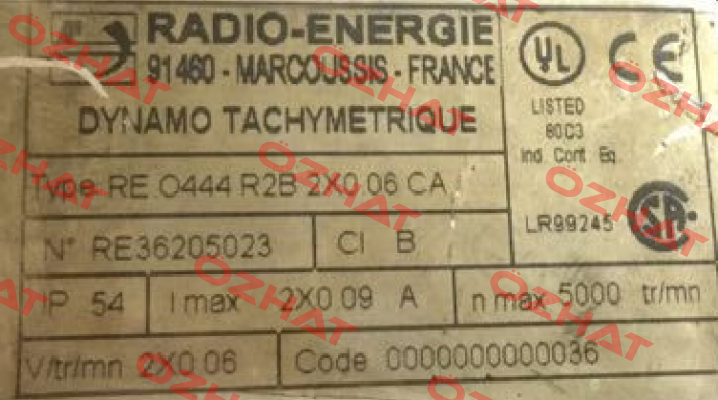 RADIO-ENERGIE
91460 - MARCOUSSIS - FRANCE
DYNAMO TACHYMETRIQUE
UL
CE
LISTED
80C3
Ind. Cont. Eq.
SA
LR99245
Type RE.O444 R2B 2X0.06 CA
N° RE36205023
Cl B
IP 54
I max 2X0.09 A
n max 5000 tr/mn
V/tr/mn 2X0.06
Code 0000000000036
OZHAT